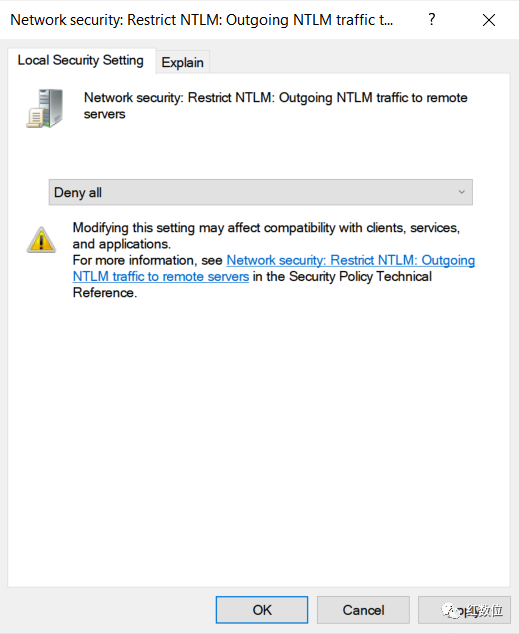 Network security: Restrict NTLM: Outgoing NTLM traffic t... ?
Local Security Setting
Explain
Network security: Restrict NTLM: Outgoing NTLM traffic to remote
servers
Deny all
Modifying this setting may affect compatibility with clients, services,
and applications.
For more information, see Network security: Restrict NTLM: Outgoing
NTLM traffic to remote servers in the Security Policy Technical
Reference.
OK
Cancel
红数位